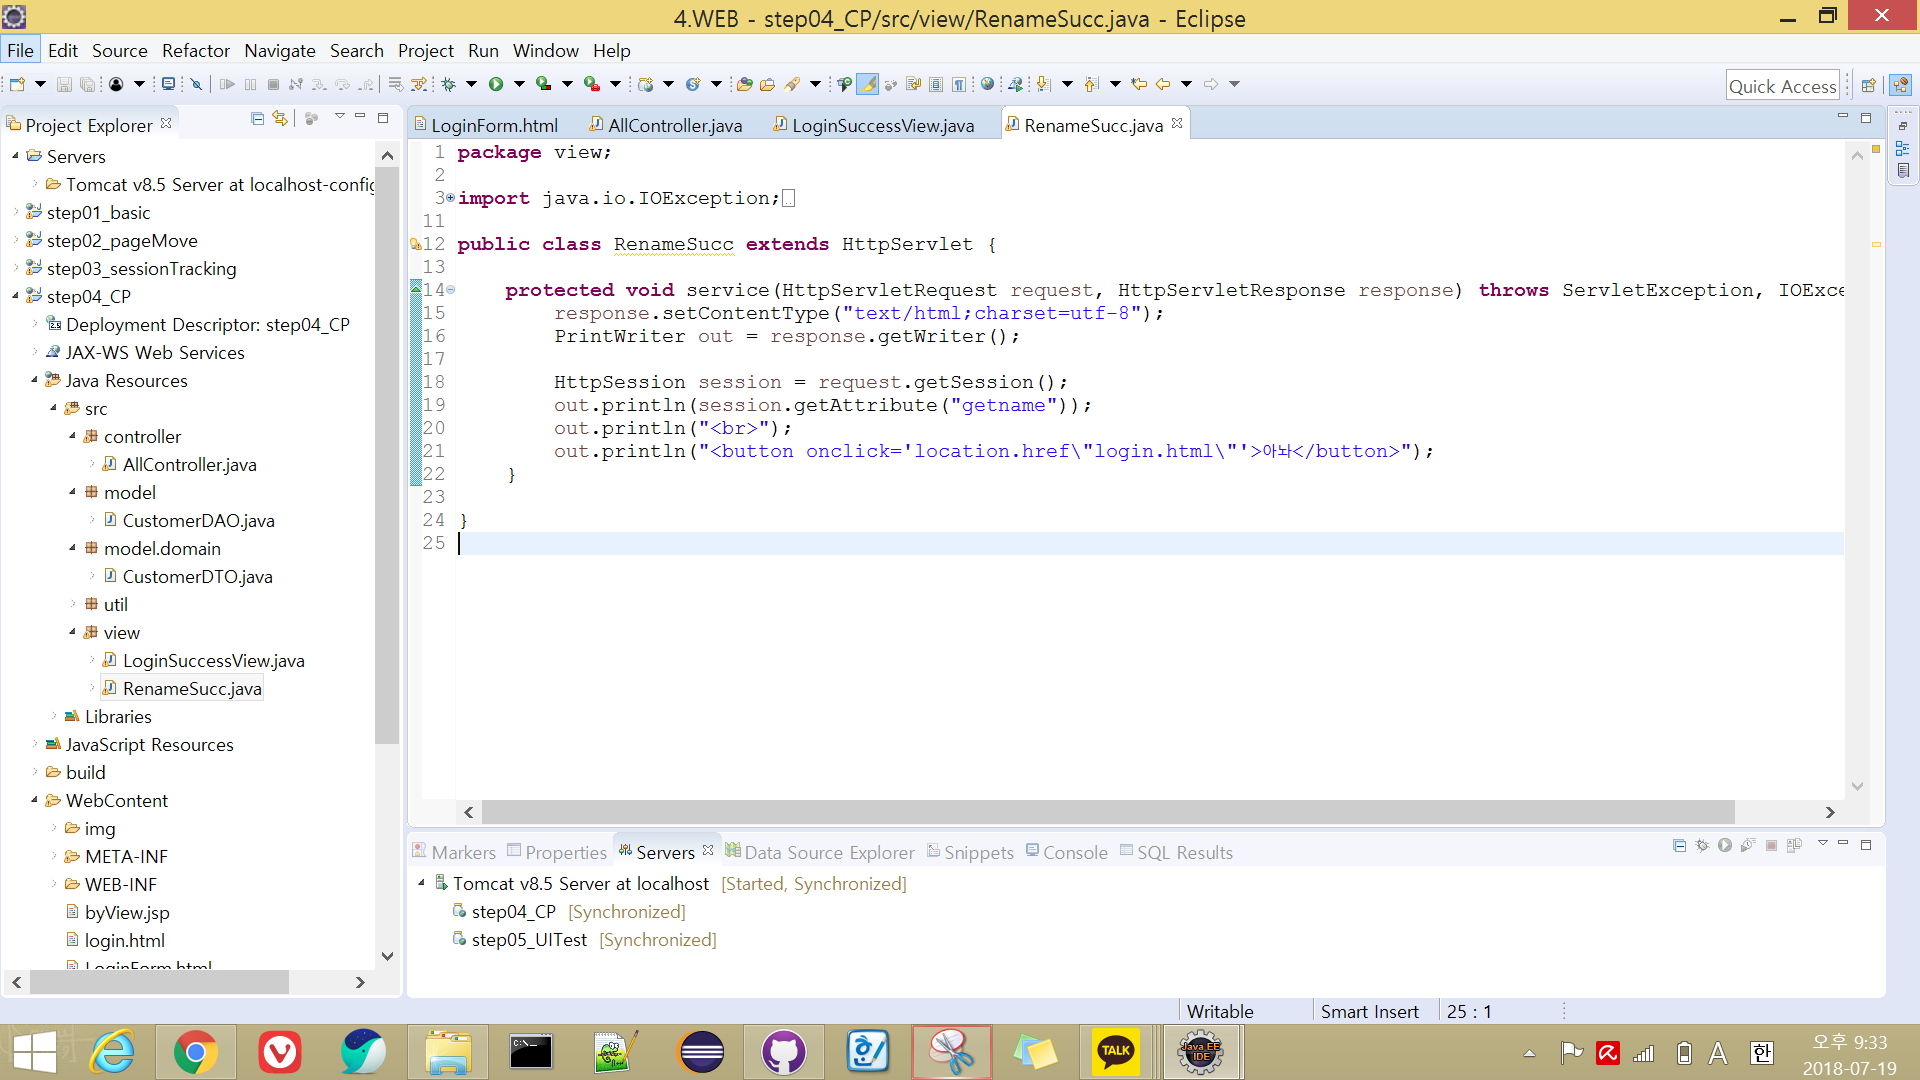 4.WEB - step04_CP/src/view/RenameSucc.java - Eclipse
File Edit Source Refactor Navigate Search Project Run Window Help
Quick Access
Project Explorer
Servers
Tomcat v8.5 Server at localhost-config
step01_basic
step02_pageMove
step03_sessionTracking
step04_CP
Deployment Descriptor: step04_CP
JAX-WS Web Services
Java Resources
src
controller
AllController.java
model
CustomerDAO.java
model.domain
CustomerDTO.java
util
view
LoginSuccessView.java
RenameSucc.java
Libraries
JavaScript Resources
build
WebContent
img
META-INF
WEB-INF
byView.jsp
login.html
LoginForm.html
LoginForm.html AllController.java LoginSuccessView.java RenameSucc.java
1 package view;
2
3 import java.io.IOException;
11
12 public class RenameSucc extends HttpServlet {
13
14 protected void service(HttpServletRequest request, HttpServletResponse response) throws ServletException, IOExce
15 response.setContentType("text/html;charset=utf-8");
16 PrintWriter out = response.getWriter();
17
18 HttpSession session = request.getSession();
19 out.println(session.getAttribute("getname"));
20 out.println("<br>");
21 out.println("<button onclick='location.href\"login.html\"'>아놔</button>");
22 }
23
24 }
25
Markers Properties Servers Data Source Explorer Snippets Console SQL Results
Tomcat v8.5 Server at localhost [Started, Synchronized]
step04_CP [Synchronized]
step05_UITest [Synchronized]
Writable Smart Insert 25 : 1
C:\>_
TALK
Java EE
IDE
A 한
오후 9:33
2018-07-19